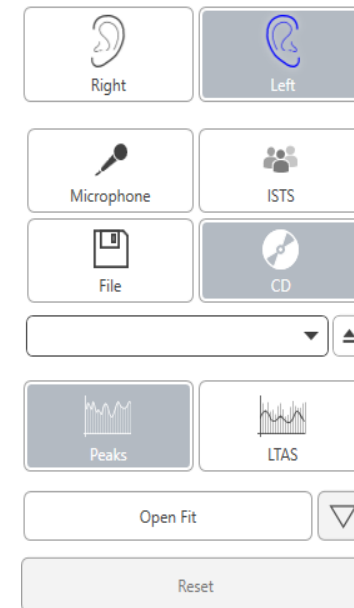 Right
Left
Microphone
ISTS
File
CD
Peaks
LTAS
Open Fit
Reset